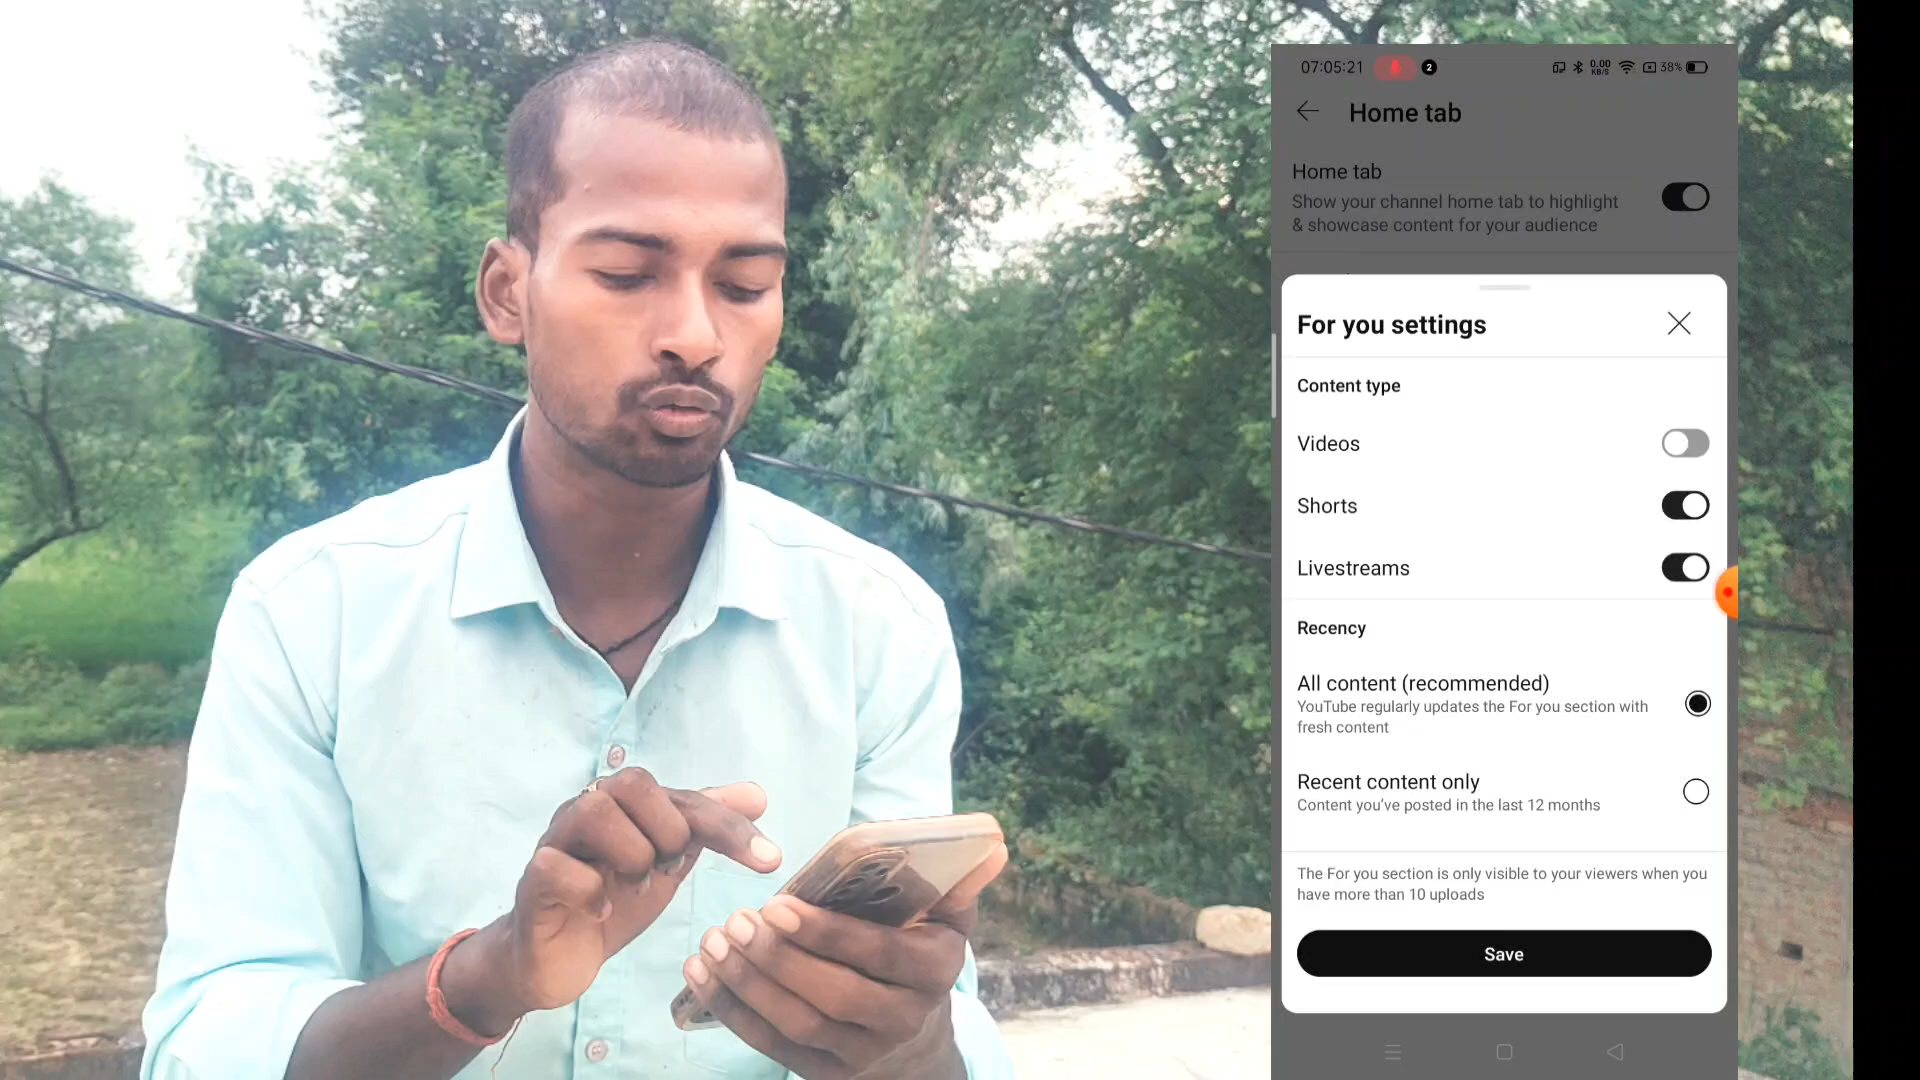 07:05:21 2 0.00 KB/S 38%
Home tab
Home tab
Show your channel home tab to highlight
& showcase content for your audience
For you settings
Content type
Videos
Shorts
Livestreams
Recency
All content (recommended)
YouTube regularly updates the For you section with
fresh content
Recent content only
Content you've posted in the last 12 months
The For you section is only visible to your viewers when you
have more than 10 uploads
Save